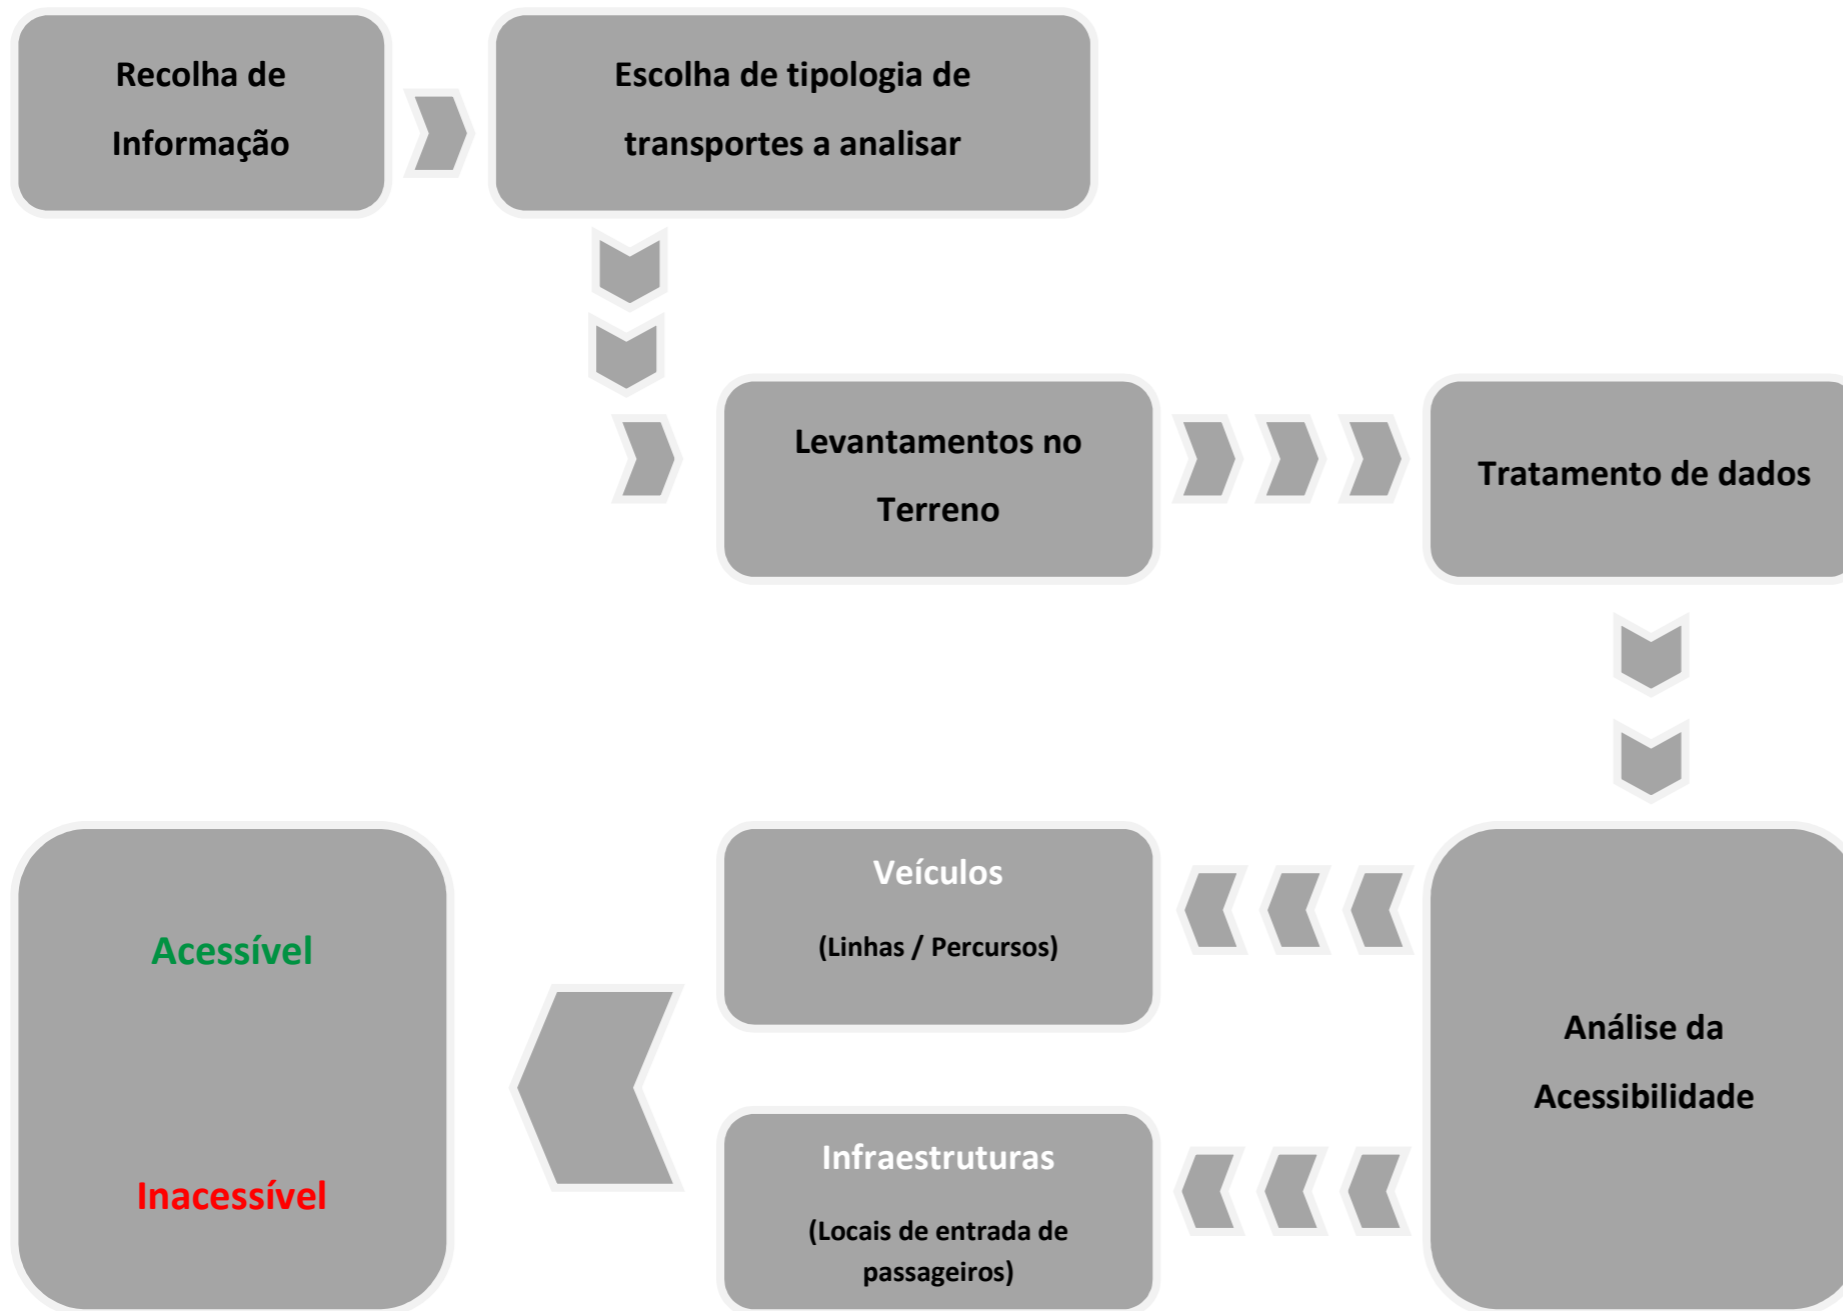 Recolha de
Informação
Escolha de tipologia de
transportes a analisar
Levantamentos no
Terreno
Tratamento de dados
Análise da
Acessibilidade
Veículos
(Linhas / Percursos)
Infraestruturas
(Locais de entrada de
passageiros)
Acessível
Inacessível